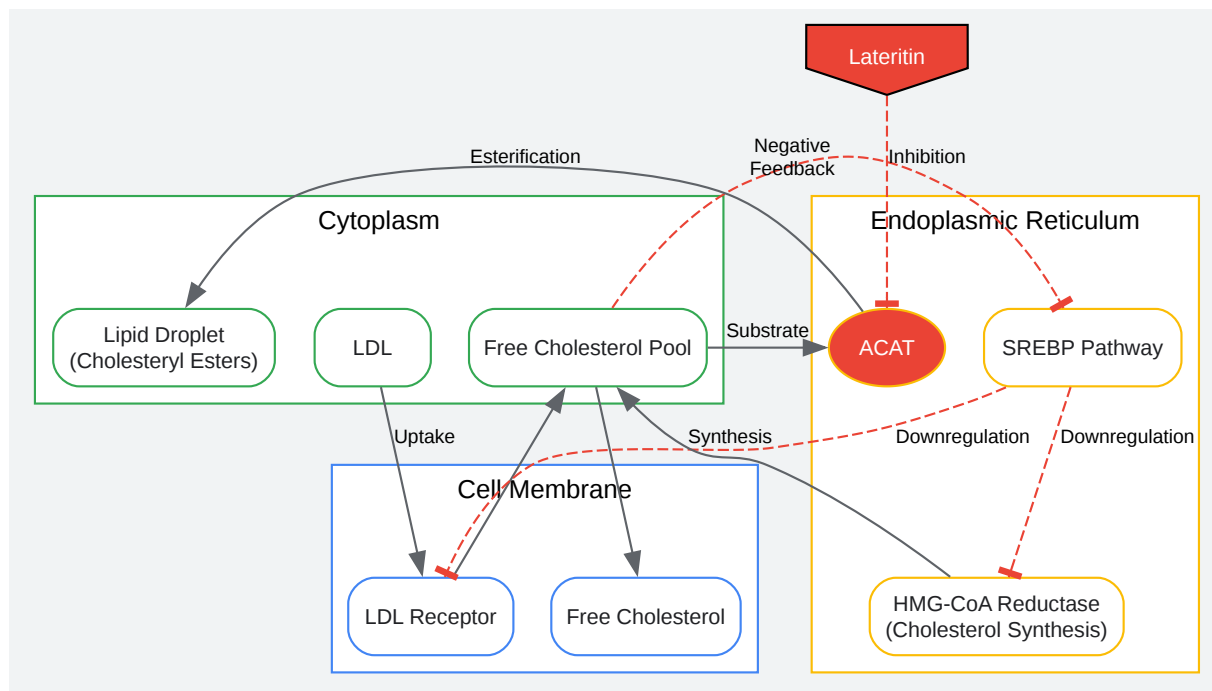 Lateritin
Negative
Feedback
Esterification
Inhibition
Cytoplasm
Endoplasmic Reticulum
Lipid Droplet
(Cholesteryl Esters)
LDL
Free Cholesterol Pool
Substrate
ACAT
SREBP Pathway
Uptake
Synthesis
Downregulation
Downregulation
Cell Membrane
LDL Receptor
Free Cholesterol
HMG-CoA Reductase
(Cholesterol Synthesis)